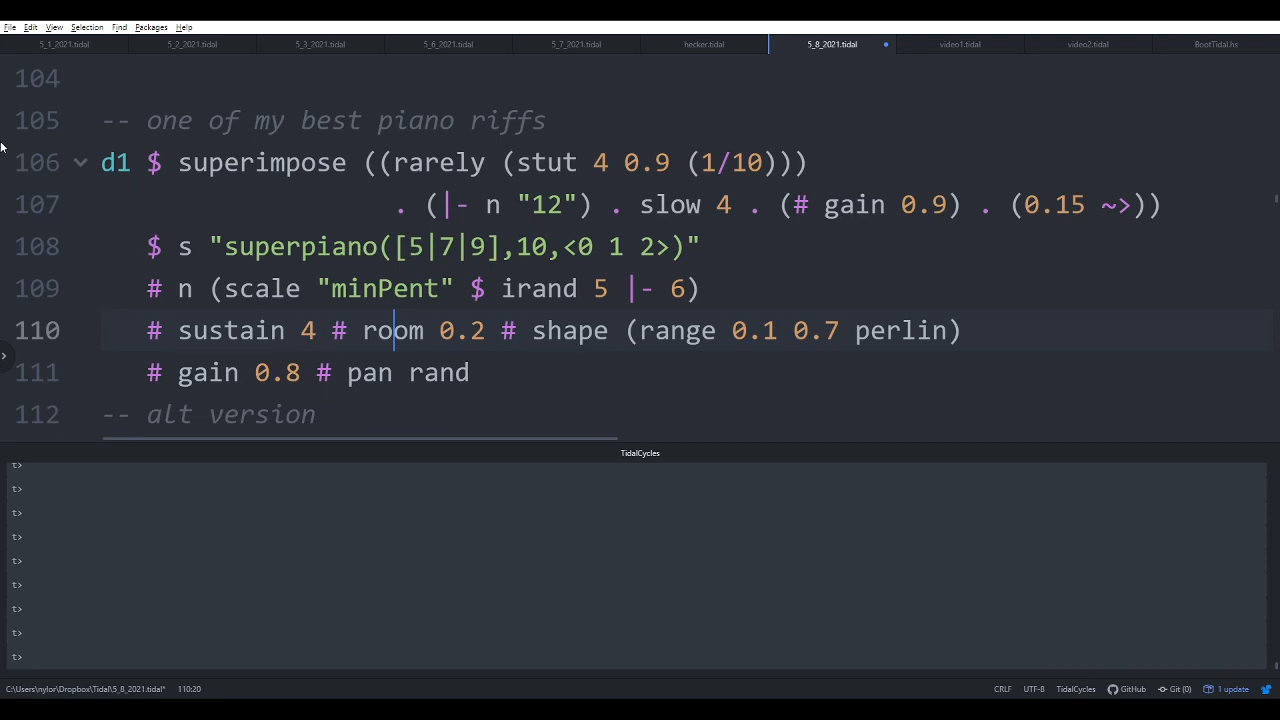 File Edit View Selection Find Packages Help
5_1_2021.tidal 5_2_2021.tidal 5_3_2021.tidal 5_6_2021.tidal 5_7_2021.tidal hecker.tidal 5_8_2021.tidal video1.tidal video2.tidal BootTidal.hs
104
105 -- one of my best piano riffs
106 d1 $ superimpose ((rarely (stut 4 0.9 (1/10)))
107 . (|- n "12") . slow 4 . (# gain 0.9) . (0.15 ~>))
108 $ s "superpiano([5|7|9],10,<0 1 2>)"
109 # n (scale "minPent" $ irand 5 |- 6)
110 # sustain 4 # room 0.2 # shape (range 0.1 0.7 perlin)
111 # gain 0.8 # pan rand
112 -- alt version
TidalCycles
t>
t>
t>
t>
t>
t>
t>
t>
t>
C:\Users\nylor\Dropbox\Tidal\5_8_2021.tidal* 110:20 CRLF UTF-8 TidalCycles GitHub Git (0) 1 update